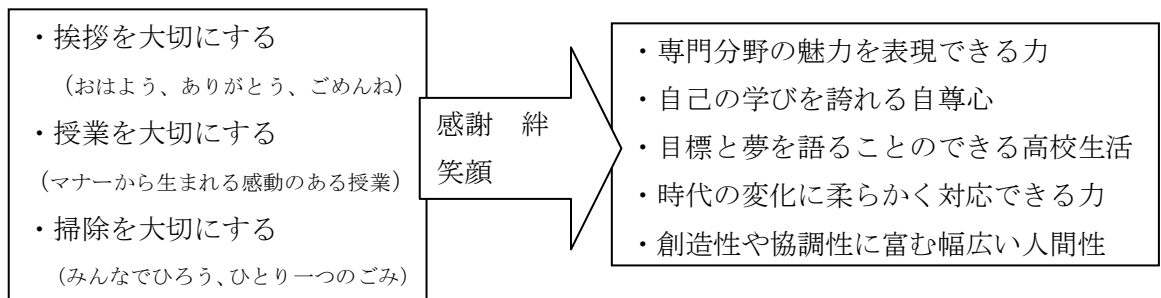 ・挨拶を大切にする
(おはよう、ありがとう、ごめんね)
・授業を大切にする
(マナーから生まれる感動のある授業)
・掃除を大切にする
(みんなでひろう、ひとり一つのごみ)
感謝　絆
笑顔
・専門分野の魅力を表現できる力
・自己の学びを誇れる自尊心
・目標と夢を語ることのできる高校生活
・時代の変化に柔らかく対応できる力
・創造性や協調性に富む幅広い人間性